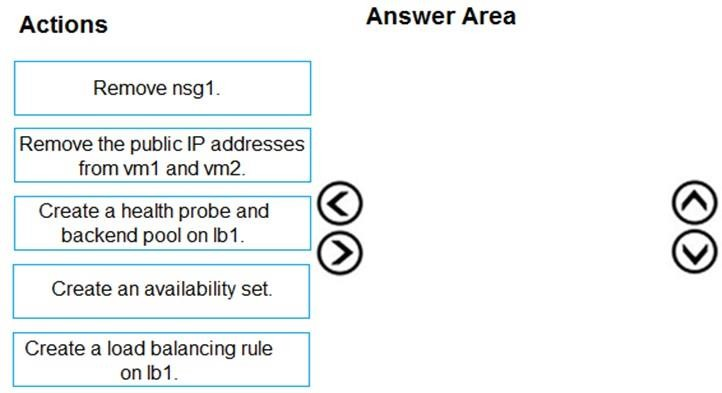 Actions
Answer Area
Remove nsg1.
Remove the public IP addresses
from vm1 and vm2.
Create a health probe and
backend pool on lb1.
Create an availability set.
Create a load balancing rule
on lb1.